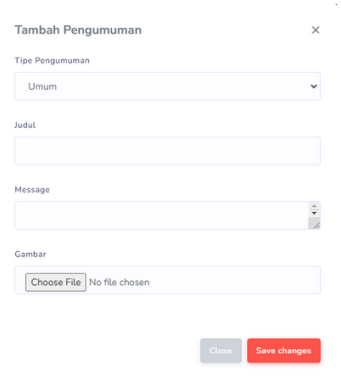 Tambah Pengumuman ×
Tipe Pengumuman
Umum
Judul
Message
Gambar
Choose File No file chosen
Close Save changes